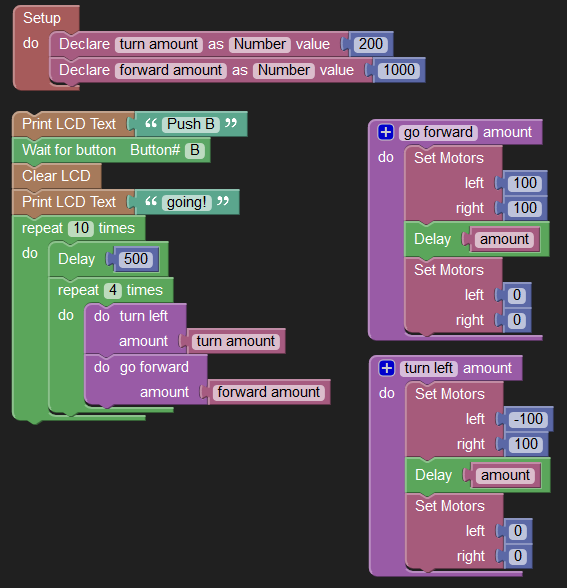 Setup
do Declare turn amount as Number value 200
Declare forward amount as Number value 1000
Print LCD Text “ Push B ”
Wait for button Button# B
Clear LCD
Print LCD Text “ going! ”
repeat 10 times
do Delay 500
repeat 4 times
do do turn left
amount turn amount
do go forward
amount forward amount
+ go forward amount
do Set Motors
left 100
right 100
Delay amount
Set Motors
left 0
right 0
+ turn left amount
do Set Motors
left -100
right 100
Delay amount
Set Motors
left 0
right 0